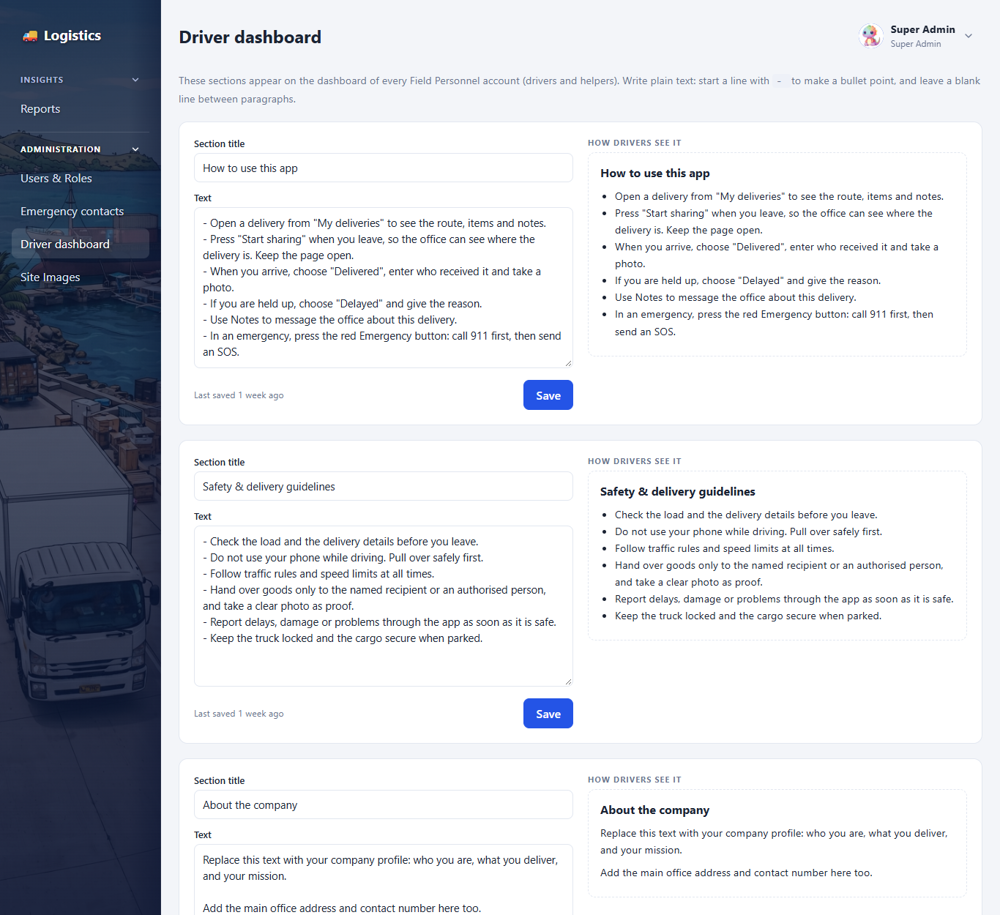 Logistics
INSIGHTS
Reports
ADMINISTRATION
Users & Roles
Emergency contacts
Driver dashboard
Site Images
Driver dashboard
Super Admin
Super Admin
These sections appear on the dashboard of every Field Personnel account (drivers and helpers). Write plain text: start a line with - to make a bullet point, and leave a blank
line between paragraphs.
Section title
How to use this app
Text
- Open a delivery from "My deliveries" to see the route, items and notes.
- Press "Start sharing" when you leave, so the office can see where the
delivery is. Keep the page open.
- When you arrive, choose "Delivered", enter who received it and take a
photo.
- If you are held up, choose "Delayed" and give the reason.
- Use Notes to message the office about this delivery.
- In an emergency, press the red Emergency button: call 911 first, then send
an SOS.
Last saved 1 week ago
Save
HOW DRIVERS SEE IT
How to use this app
• Open a delivery from "My deliveries" to see the route, items and notes.
• Press "Start sharing" when you leave, so the office can see where the
delivery is. Keep the page open.
• When you arrive, choose "Delivered", enter who received it and take a
photo.
• If you are held up, choose "Delayed" and give the reason.
• Use Notes to message the office about this delivery.
• In an emergency, press the red Emergency button: call 911 first, then
send an SOS.
Section title
Safety & delivery guidelines
Text
- Check the load and the delivery details before you leave.
- Do not use your phone while driving. Pull over safely first.
- Follow traffic rules and speed limits at all times.
- Hand over goods only to the named recipient or an authorised person,
and take a clear photo as proof.
- Report delays, damage or problems through the app as soon as it is safe.
- Keep the truck locked and the cargo secure when parked.
Last saved 1 week ago
Save
HOW DRIVERS SEE IT
Safety & delivery guidelines
• Check the load and the delivery details before you leave.
• Do not use your phone while driving. Pull over safely first.
• Follow traffic rules and speed limits at all times.
• Hand over goods only to the named recipient or an authorised person,
and take a clear photo as proof.
• Report delays, damage or problems through the app as soon as it is safe.
• Keep the truck locked and the cargo secure when parked.
Section title
About the company
Text
Replace this text with your company profile: who you are, what you deliver,
and your mission.
Add the main office address and contact number here too.
HOW DRIVERS SEE IT
About the company
Replace this text with your company profile: who you are, what you deliver,
and your mission.
Add the main office address and contact number here too.